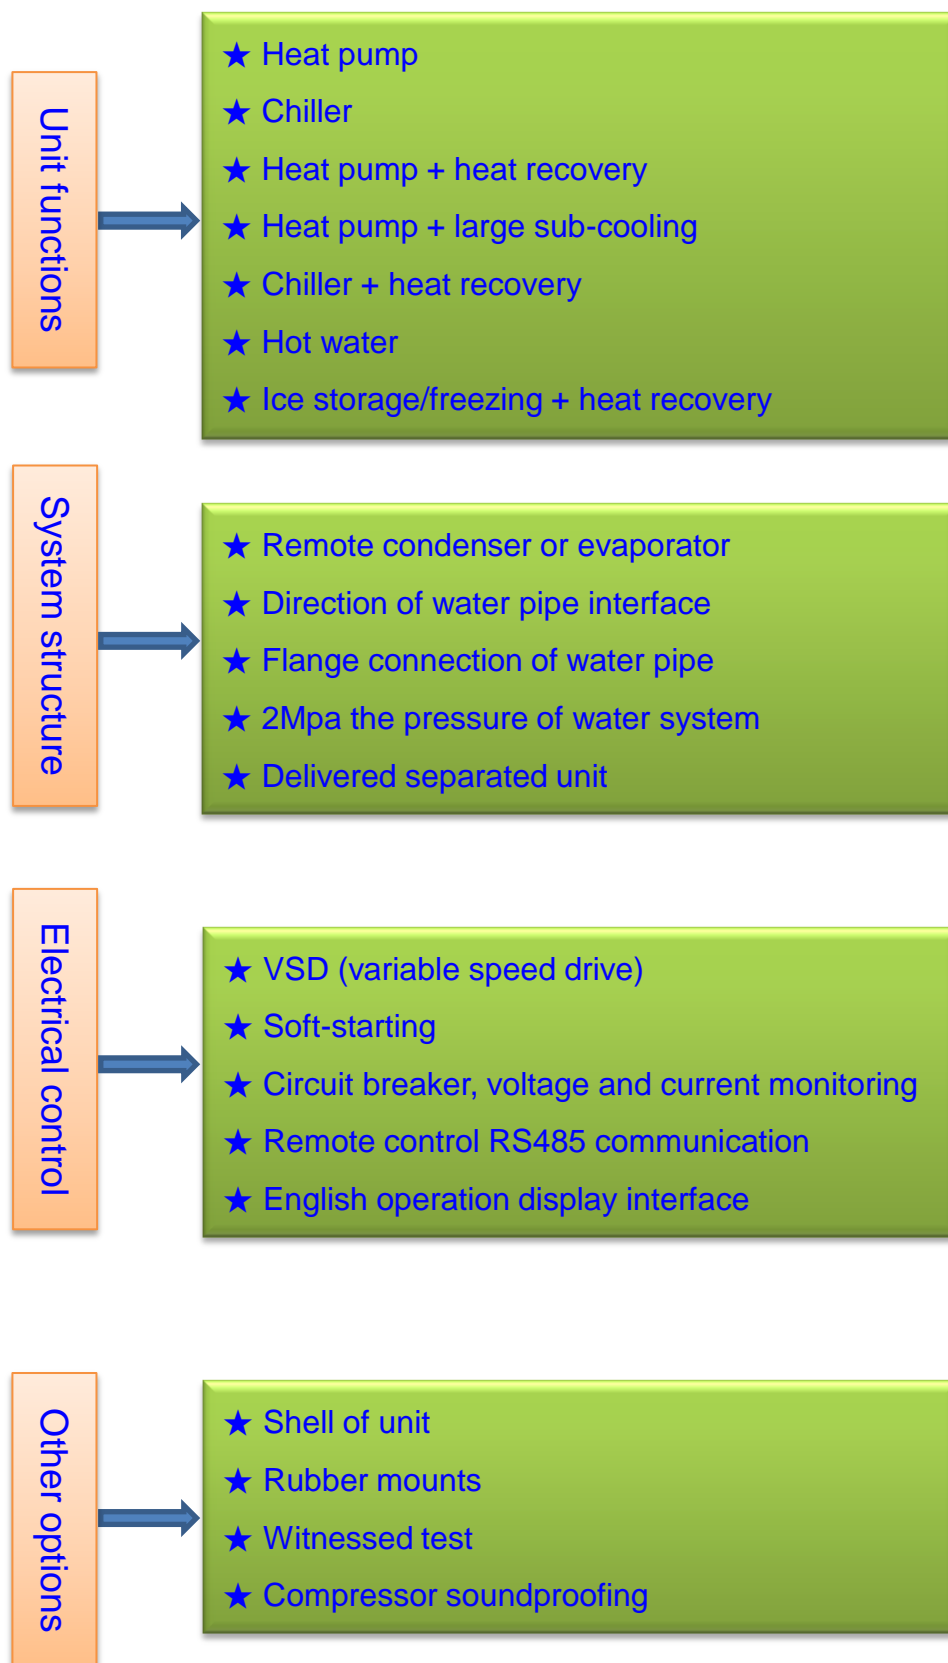 Unit functions
★ Heat pump
★ Chiller
★ Heat pump + heat recovery
★ Heat pump + large sub-cooling
★ Chiller + heat recovery
★ Hot water
★ Ice storage/freezing + heat recovery
System structure
★ Remote condenser or evaporator
★ Direction of water pipe interface
★ Flange connection of water pipe
★ 2Mpa the pressure of water system
★ Delivered separated unit
Electrical control
★ VSD (variable speed drive)
★ Soft-starting
★ Circuit breaker, voltage and current monitoring
★ Remote control RS485 communication
★ English operation display interface
Other options
★ Shell of unit
★ Rubber mounts
★ Witnessed test
★ Compressor soundproofing